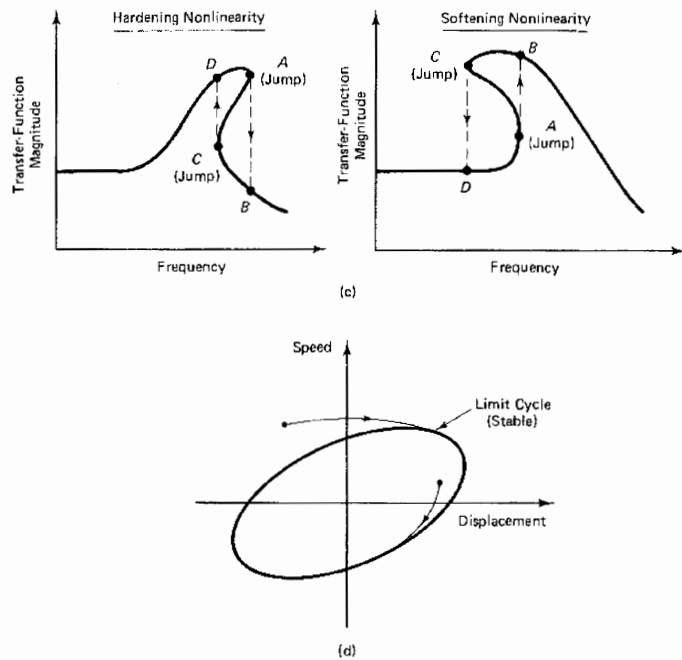 Hardening Nonlinearity
Softening Nonlinearity
Transfer-Function
Magnitude
D
A
(Jump)
C
(Jump)
B
Frequency
Transfer-Function
Magnitude
C
(Jump)
B
A
(Jump)
D
Frequency
(c)
Speed
Limit Cycle
(Stable)
Displacement
(d)